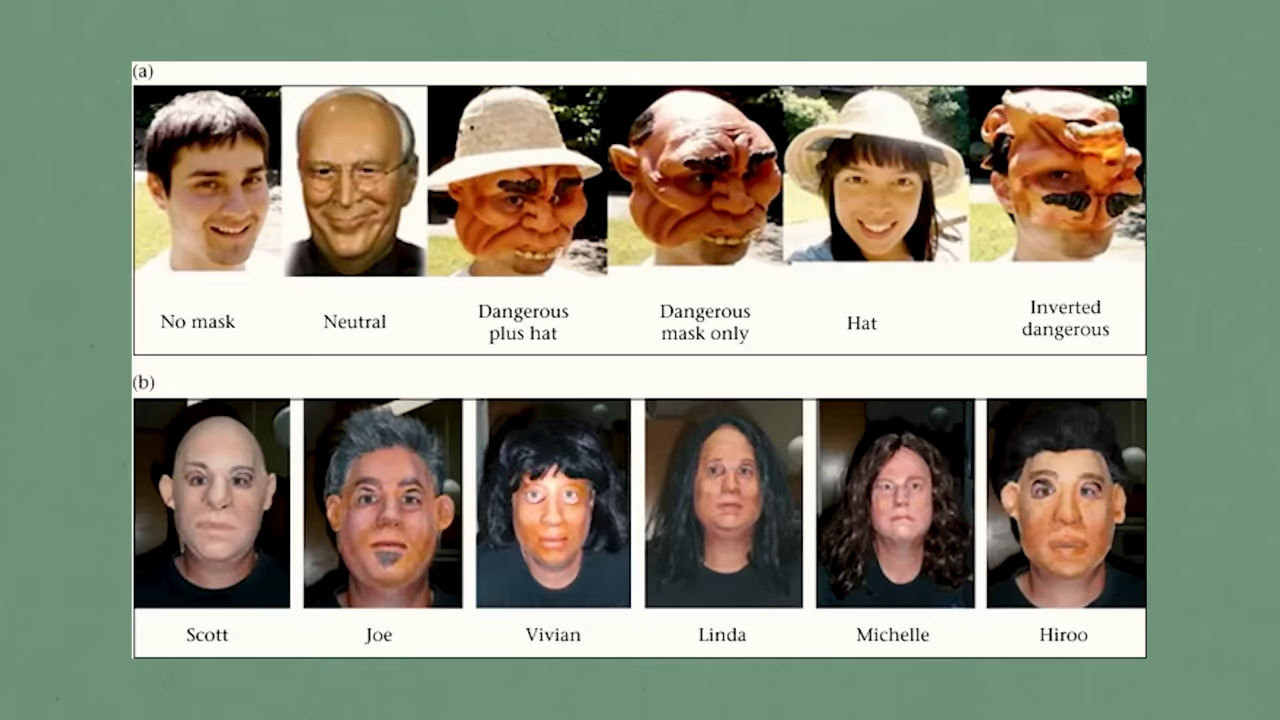 (a)
No mask
Neutral
Dangerous
plus hat
Dangerous
mask only
Hat
Inverted
dangerous
(b)
Scott
Joe
Vivian
Linda
Michelle
Hiroo